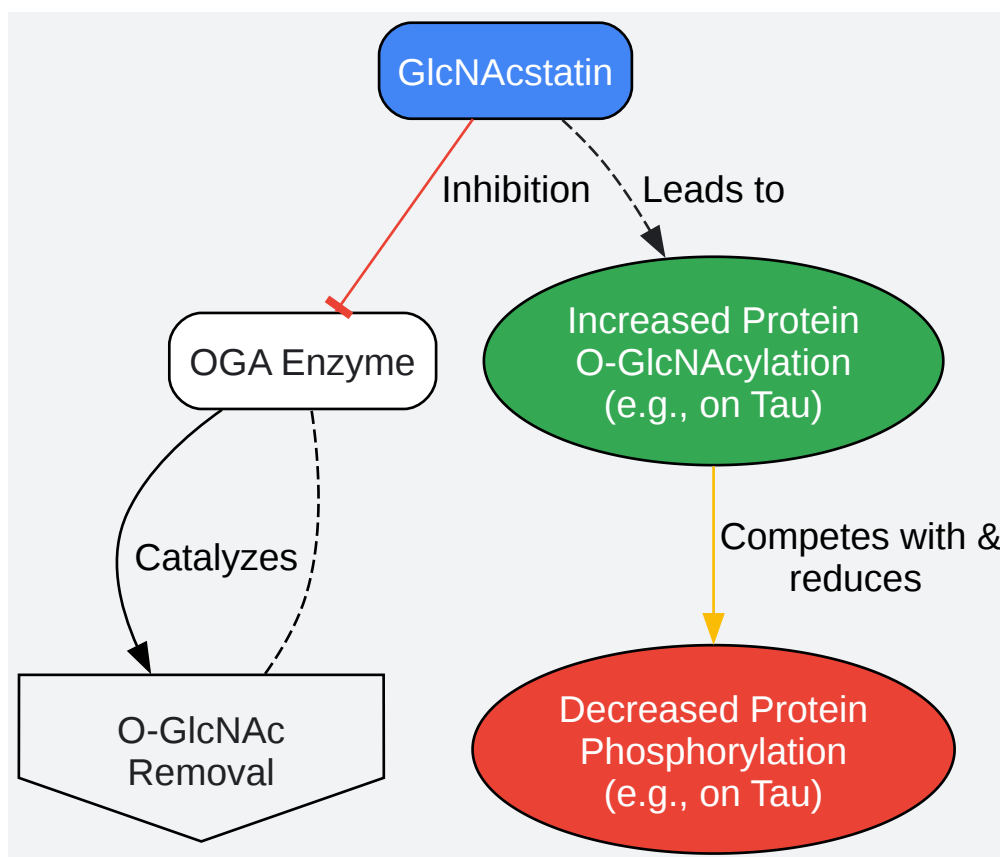 GlcNAcstatin
Inhibition
Leads to
Increased Protein
O-GlcNAcylation
(e.g., on Tau)
OGA Enzyme
Catalyzes
Competes with &
reduces
O-GlcNAc
Removal
Decreased Protein
Phosphorylation
(e.g., on Tau)